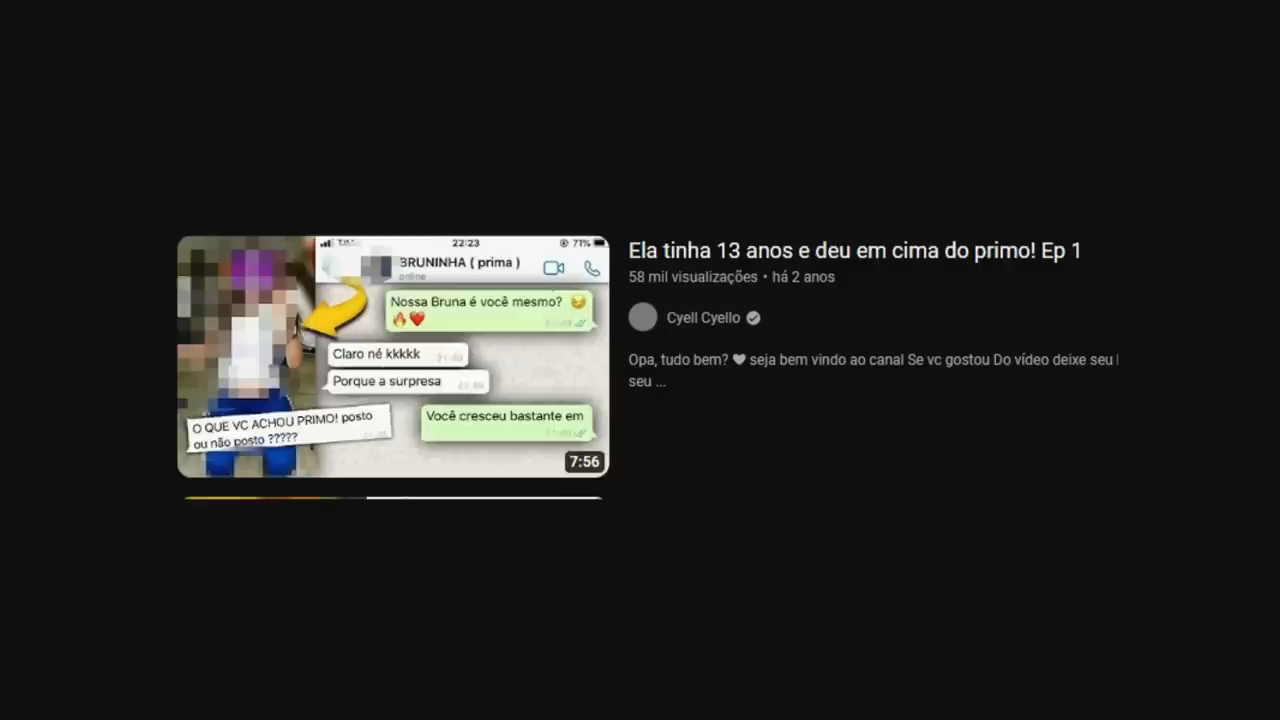 Ela tinha 13 anos e deu em cima do primo! Ep 1
58 mil visualizações • há 2 anos
Cyell Cyello
Opa, tudo bem? ❤ seja bem vindo ao canal Se vc gostou Do vídeo deixe seu
seu ...
22:23
71%
BRUNINHA ( prima )
online
Nossa Bruna é você mesmo?
🔥❤️
Claro né kkkkk
Porque a surpresa
Você cresceu bastante em
O QUE VC ACHOU PRIMO! posto
ou não posto ?????
7:56